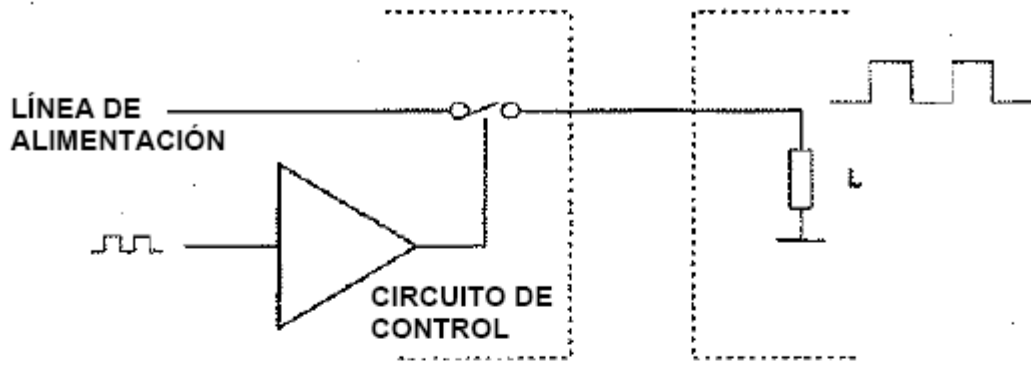 LÍNEA DE
ALIMENTACIÓN
L
CIRCUITO DE
CONTROL